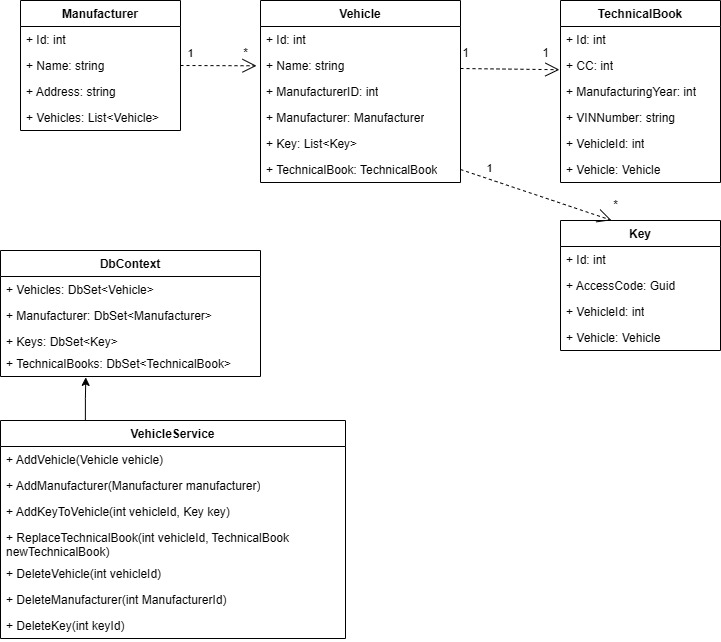 Manufacturer
+ Id: int
+ Name: string
+ Address: string
+ Vehicles: List<Vehicle>
1
*
Vehicle
+ Id: int
+ Name: string
+ ManufacturerID: int
+ Manufacturer: Manufacturer
+ Key: List<Key>
+ TechnicalBook: TechnicalBook
1
1
TechnicalBook
+ Id: int
+ CC: int
+ ManufacturingYear: int
+ VINNumber: string
+ VehicleId: int
+ Vehicle: Vehicle
1
*
Key
+ Id: int
+ AccessCode: Guid
+ VehicleId: int
+ Vehicle: Vehicle
DbContext
+ Vehicles: DbSet<Vehicle>
+ Manufacturer: DbSet<Manufacturer>
+ Keys: DbSet<Key>
+ TechnicalBooks: DbSet<TechnicalBook>
VehicleService
+ AddVehicle(Vehicle vehicle)
+ AddManufacturer(Manufacturer manufacturer)
+ AddKeyToVehicle(int vehicleId, Key key)
+ ReplaceTechnicalBook(int vehicleId, TechnicalBook
newTechnicalBook)
+ DeleteVehicle(int vehicleId)
+ DeleteManufacturer(int ManufacturerId)
+ DeleteKey(int keyId)